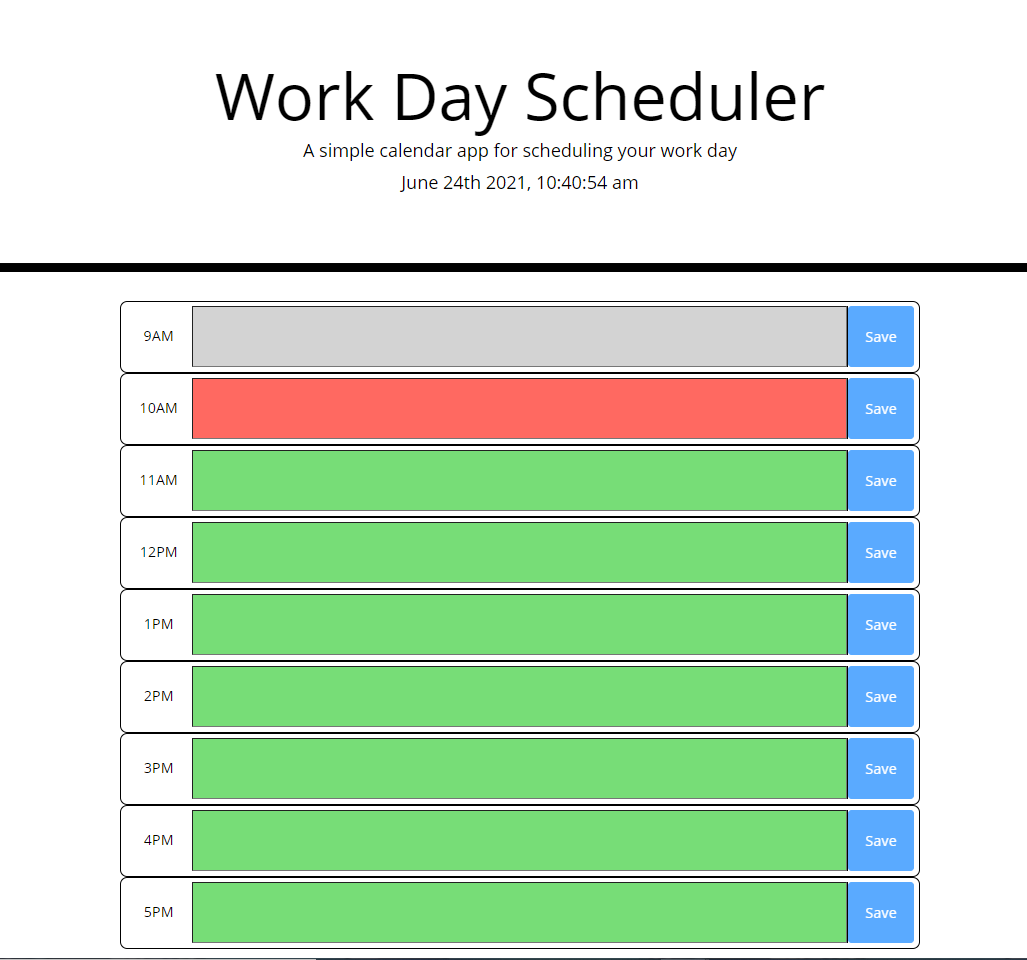 Work Day Scheduler
A simple calendar app for scheduling your work day
June 24th 2021, 10:40:54 am
9AM Save
10AM Save
11AM Save
12PM Save
1PM Save
2PM Save
3PM Save
4PM Save
5PM Save